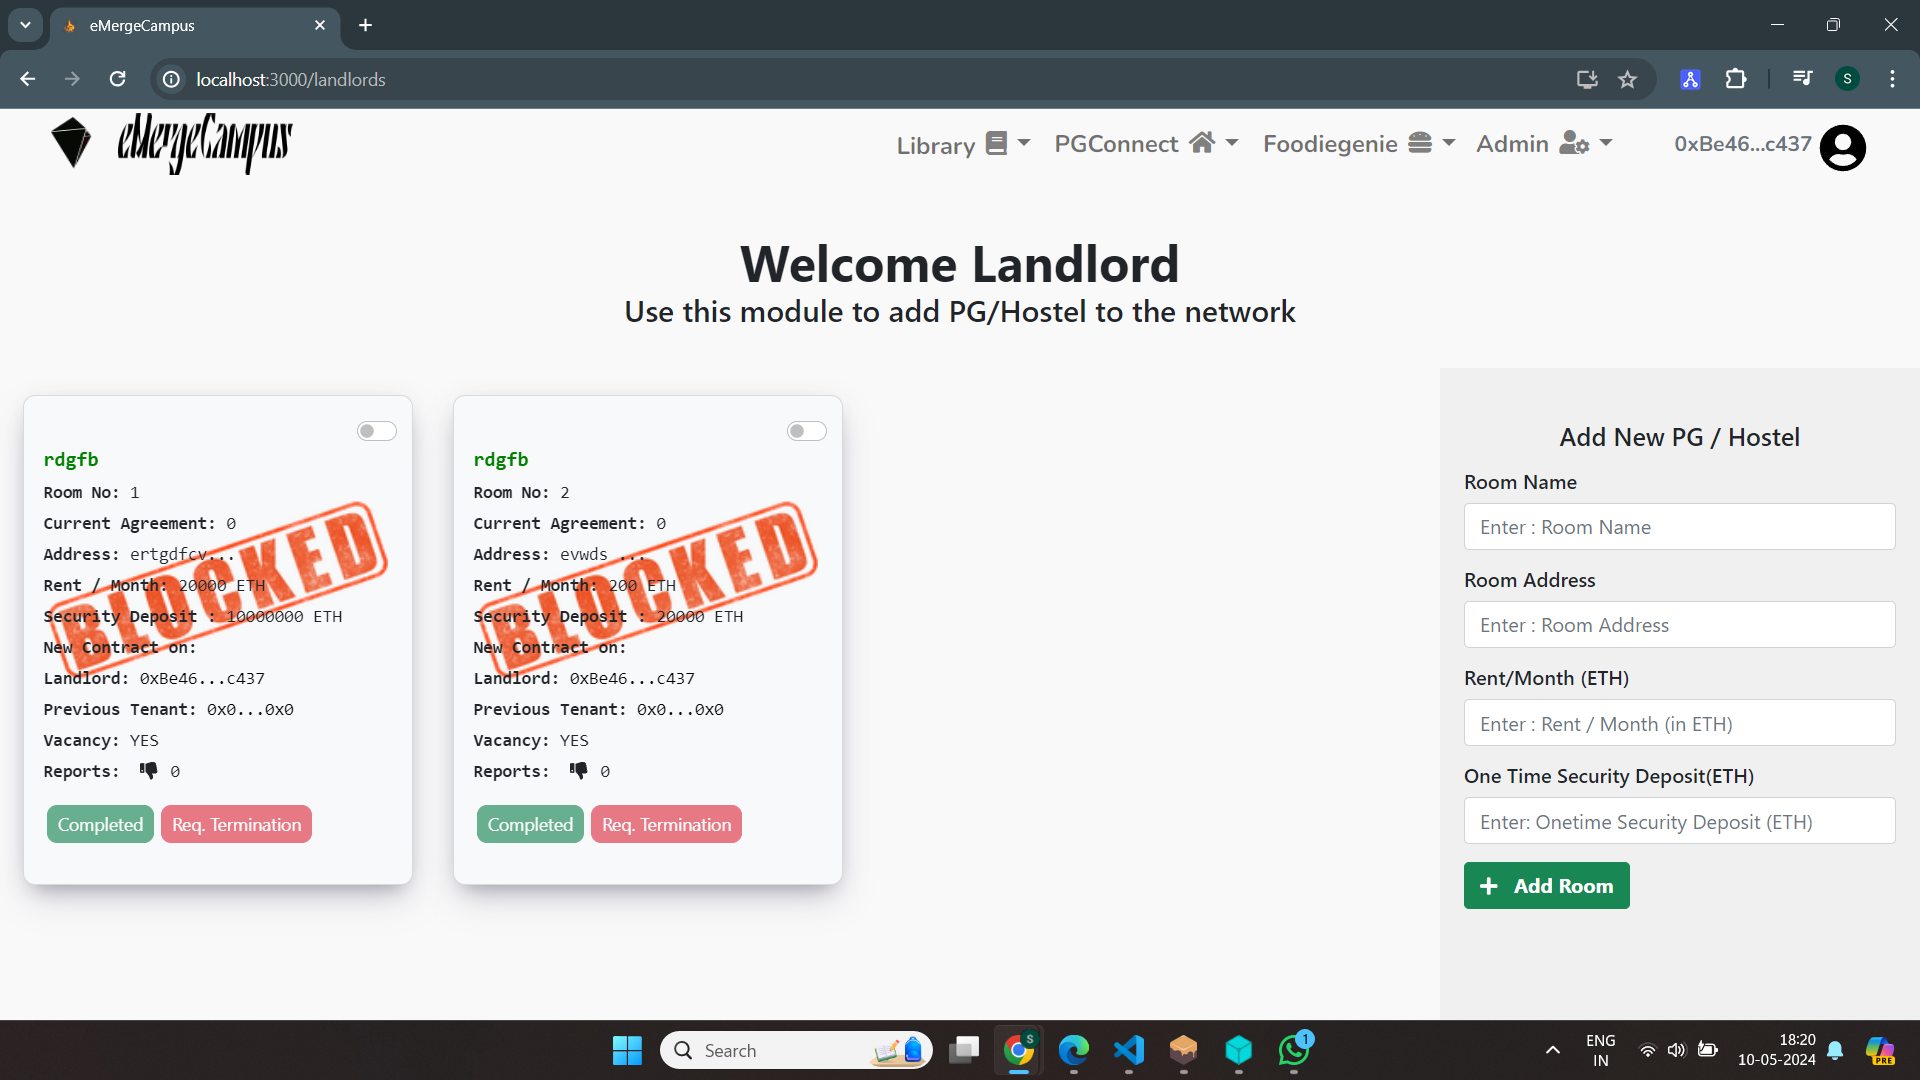 eMergeCampus
localhost:3000/landlords
S
eMergeCampus
Library
PGConnect
Foodiegenie
Admin
0xBe46...c437
Welcome Landlord
Use this module to add PG/Hostel to the network
rdgfb
Room No: 1
Current Agreement: 0
Address: ertgdfcv...
Rent / Month: 20000 ETH
Security Deposit : 10000000 ETH
New Contract on:
Landlord: 0xBe46...c437
Previous Tenant: 0x0...0x0
Vacancy: YES
Reports: 0
BLOCKED
Completed
Req. Termination
rdgfb
Room No: 2
Current Agreement: 0
Address: evwds ...
Rent / Month: 200 ETH
Security Deposit : 20000 ETH
New Contract on:
Landlord: 0xBe46...c437
Previous Tenant: 0x0...0x0
Vacancy: YES
Reports: 0
BLOCKED
Completed
Req. Termination
Add New PG / Hostel
Room Name
Enter : Room Name
Room Address
Enter : Room Address
Rent/Month (ETH)
Enter : Rent / Month (in ETH)
One Time Security Deposit(ETH)
Enter: Onetime Security Deposit (ETH)
+ Add Room
Search
S
1
ENG
IN
18:20
10-05-2024
PRE